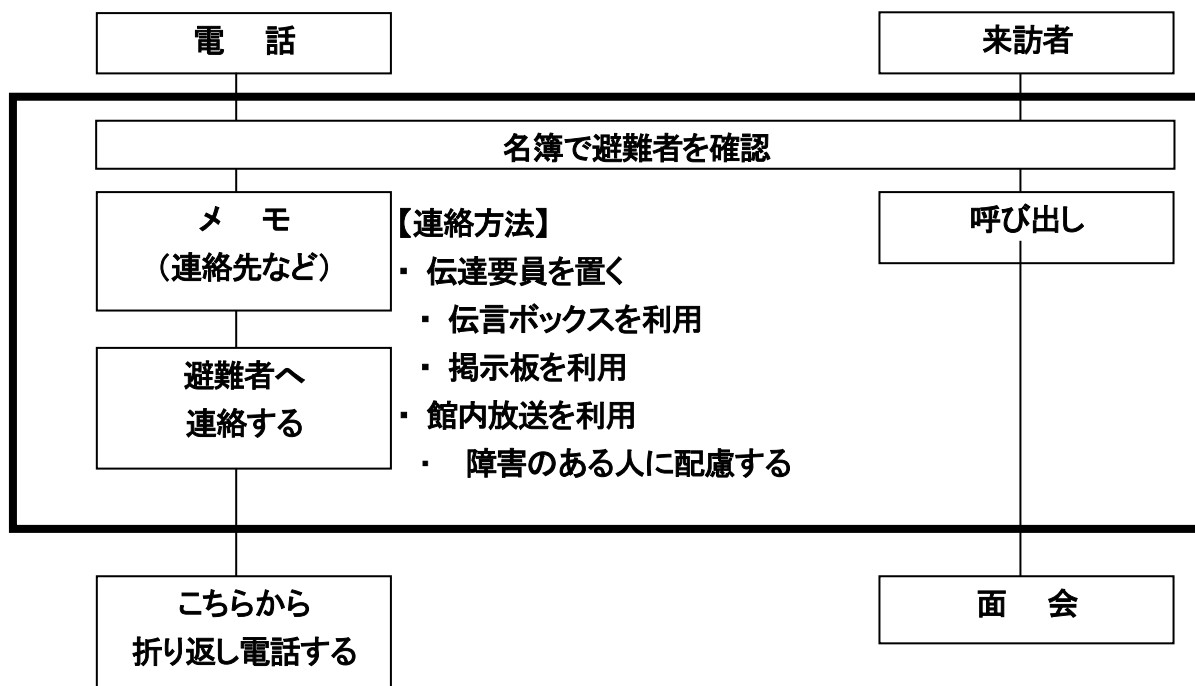 電　話
来訪者
名簿で避難者を確認
メ　モ
（連絡先など）
【連絡方法】
・ 伝達要員を置く
・ 伝言ボックスを利用
・ 掲示板を利用
・ 館内放送を利用
・ 障害のある人に配慮する
呼び出し
避難者へ
連絡する
こちらから
折り返し電話する
面　会